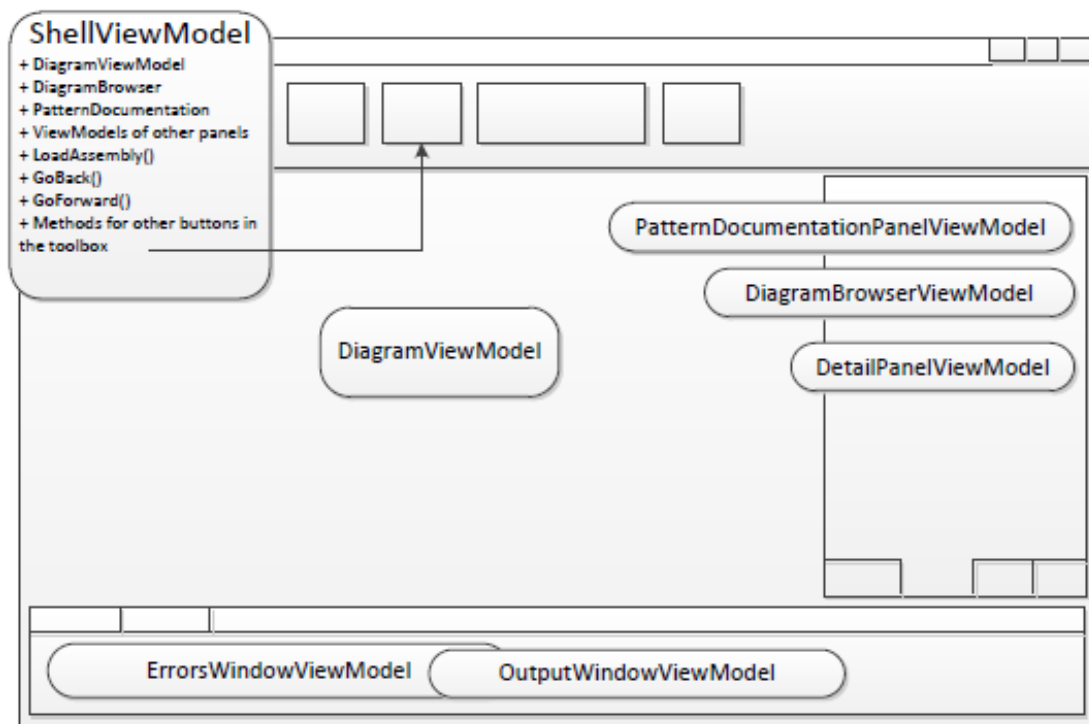 ShellViewModel
+ DiagramViewModel
+ DiagramBrowser
+ PatternDocumentation
+ ViewModels of other panels
+ LoadAssembly()
+ GoBack()
+ GoForward()
+ Methods for other buttons in
the toolbox
PatternDocumentationPanelViewModel
DiagramBrowserViewModel
DiagramViewModel
DetailPanelViewModel
ErrorsWindowViewModel
OutputWindowViewModel